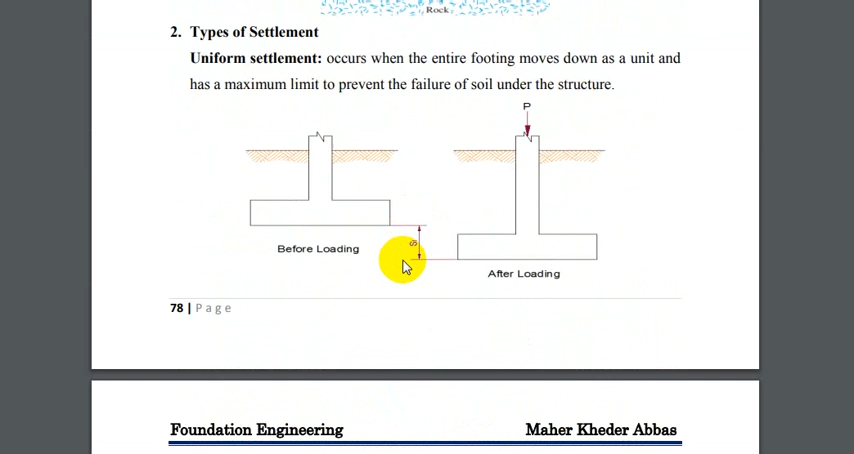 Rock
2. Types of Settlement
Uniform settlement: occurs when the entire footing moves down as a unit and
has a maximum limit to prevent the failure of soil under the structure.
P
S
Before Loading
After Loading
78 | Page
Foundation Engineering Maher Kheder Abbas